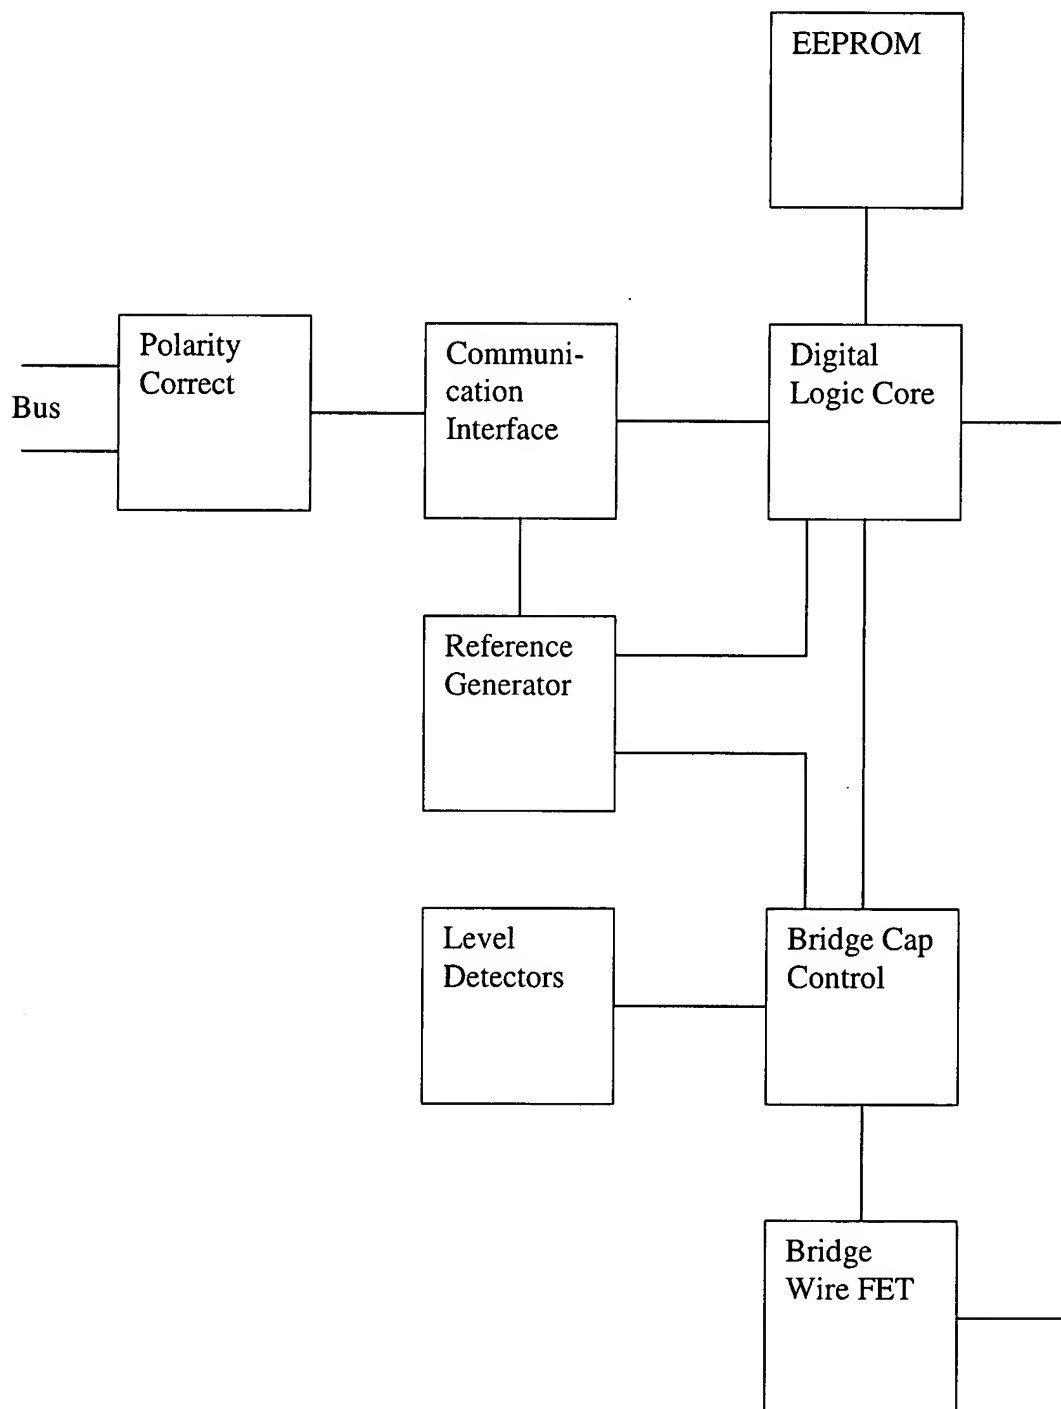 EEPROM
Polarity
Correct
Bus
Communi-
cation
Interface
Digital
Logic Core
Reference
Generator
Level
Detectors
Bridge Cap
Control
Bridge
Wire FET